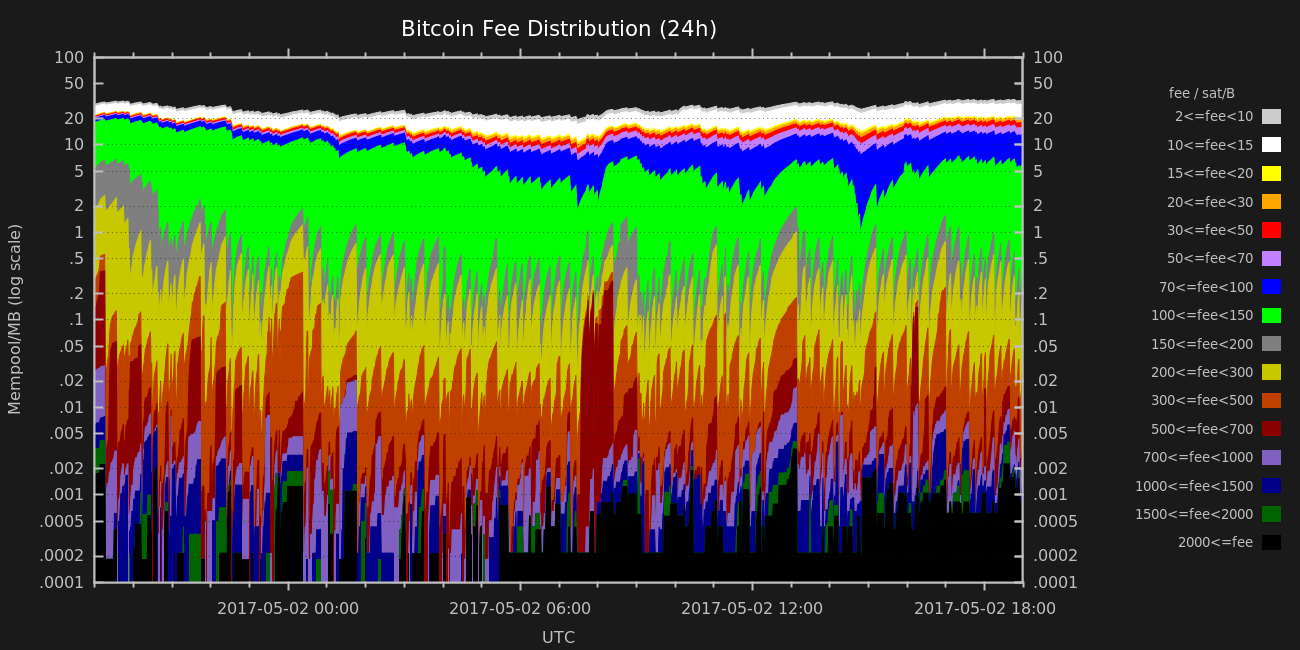 Bitcoin Fee Distribution (24h)
Mempool/MB (log scale)
100
50
20
10
5
2
1
.5
.2
.1
.05
.02
.01
.005
.002
.001
.0005
.0002
.0001
100
50
20
10
5
2
1
.5
.2
.1
.05
.02
.01
.005
.002
.001
.0005
.0002
.0001
2017-05-02 00:00
2017-05-02 06:00
2017-05-02 12:00
2017-05-02 18:00
UTC
fee / sat/B
2<=fee<10
10<=fee<15
15<=fee<20
20<=fee<30
30<=fee<50
50<=fee<70
70<=fee<100
100<=fee<150
150<=fee<200
200<=fee<300
300<=fee<500
500<=fee<700
700<=fee<1000
1000<=fee<1500
1500<=fee<2000
2000<=fee